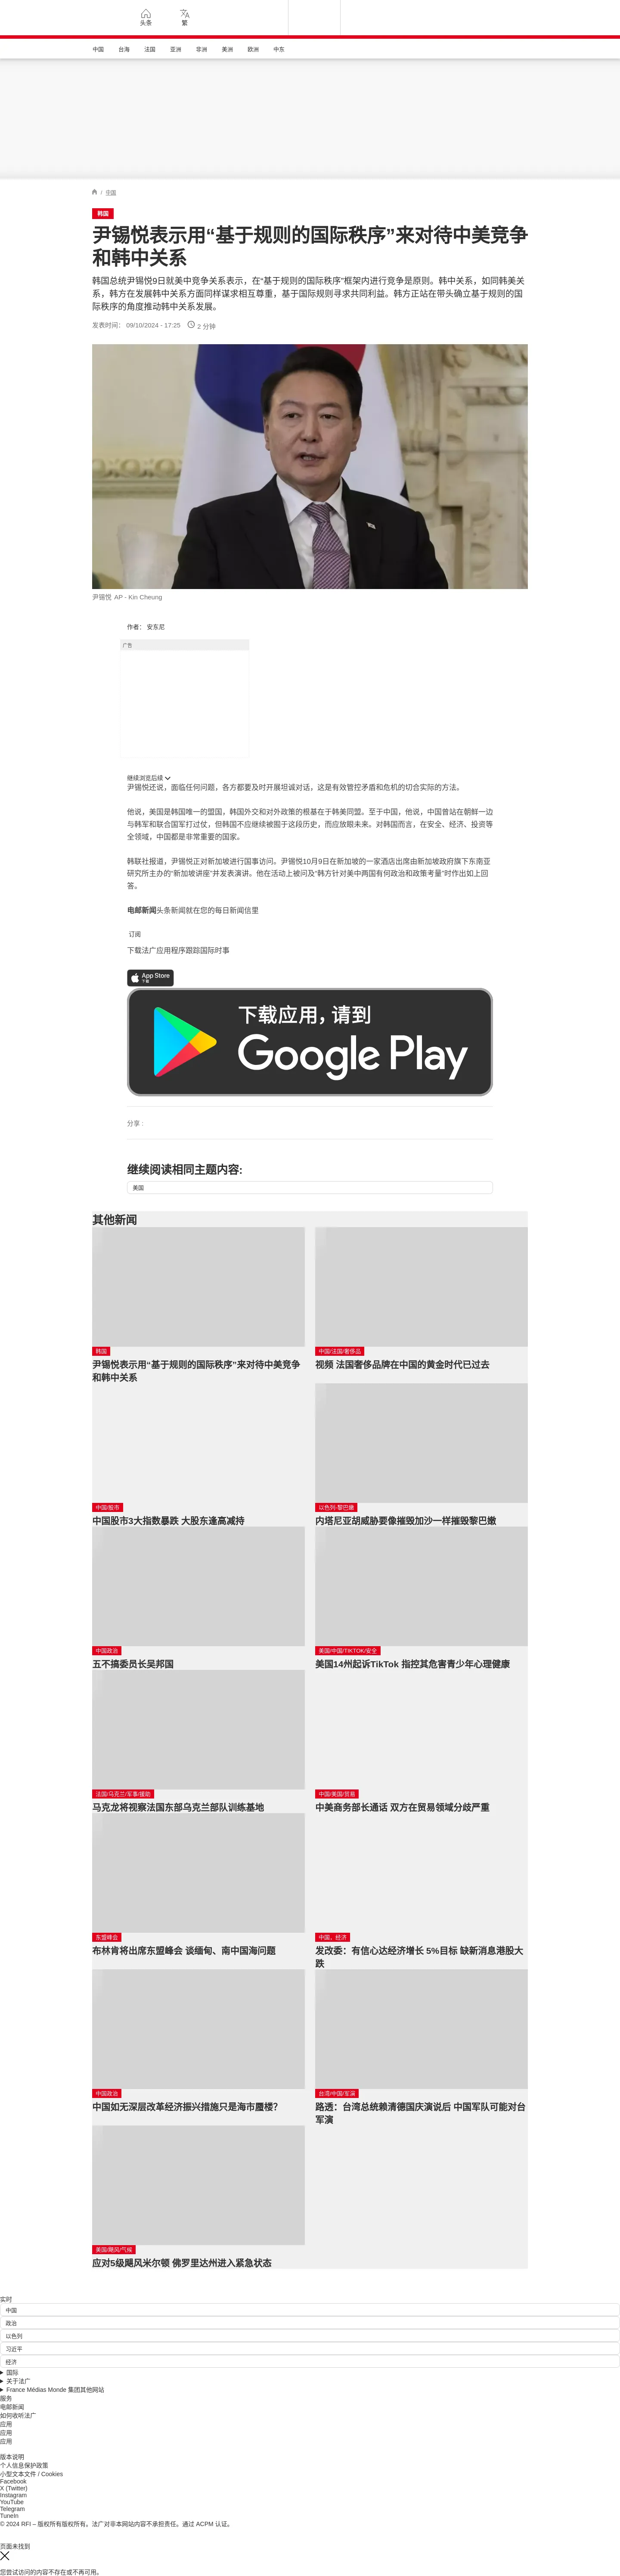 头条
繁
中国
台海
法国
亚洲
非洲
美洲
欧洲
中东
/ 中国
韩国
尹锡悦表示用“基于规则的国际秩序”来对待中美竞争
和韩中关系
韩国总统尹锡悦9日就美中竞争关系表示，在“基于规则的国际秩序”框架内进行竞争是原则。韩中关系，如同韩美关
系，韩方在发展韩中关系方面同样谋求相互尊重，基于国际规则寻求共同利益。韩方正站在带头确立基于规则的国
际秩序的角度推动韩中关系发展。
发表时间： 09/10/2024 - 17:25
2 分钟
尹锡悦 AP - Kin Cheung
作者： 安东尼
广告
继续浏览后续
尹锡悦还说，面临任何问题，各方都要及时开展坦诚对话，这是有效管控矛盾和危机的切合实际的方法。
他说，美国是韩国唯一的盟国，韩国外交和对外政策的根基在于韩美同盟。至于中国，他说，中国曾站在朝鲜一边
与韩军和联合国军打过仗，但韩国不应继续被囿于这段历史，而应放眼未来。对韩国而言，在安全、经济、投资等
全领域，中国都是非常重要的国家。
韩联社报道，尹锡悦正对新加坡进行国事访问。尹锡悦10月9日在新加坡的一家酒店出席由新加坡政府旗下东南亚
研究所主办的“新加坡讲座”并发表演讲。他在活动上被问及“韩方针对美中两国有何政治和政策考量”时作出如上回
答。
电邮新闻头条新闻就在您的每日新闻信里
订阅
下载法广应用程序跟踪国际时事
App Store
下载
下载应用，请到
Google Play
分享 :
继续阅读相同主题内容:
美国
其他新闻
韩国
尹锡悦表示用“基于规则的国际秩序”来对待中美竞争
和韩中关系
中国/法国/奢侈品
视频 法国奢侈品牌在中国的黄金时代已过去
中国/股市
中国股市3大指数暴跌 大股东逢高减持
以色列-黎巴嫩
内塔尼亚胡威胁要像摧毁加沙一样摧毁黎巴嫩
中国政治
五不搞委员长吴邦国
美国/中国/TIKTOK/安全
美国14州起诉TikTok 指控其危害青少年心理健康
法国/乌克兰/军事/援助
马克龙将视察法国东部乌克兰部队训练基地
中国/美国/贸易
中美商务部长通话 双方在贸易领域分歧严重
东盟峰会
布林肯将出席东盟峰会 谈缅甸、南中国海问题
中国，经济
发改委：有信心达经济增长 5%目标 缺新消息港股大
跌
中国政治
中国如无深层改革经济振兴措施只是海市蜃楼?
台湾/中国/军演
路透：台湾总统赖清德国庆演说后 中国军队可能对台
军演
美国/飓风/气候
应对5级飓风米尔顿 佛罗里达州进入紧急状态
实时
中国
政治
以色列
习近平
经济
国际
关于法广
France Médias Monde 集团其他网站
服务
电邮新闻
如何收听法广
应用
应用
应用
版本说明
个人信息保护政策
小型文本文件 / Cookies
Facebook
X (Twitter)
Instagram
YouTube
Telegram
TuneIn
© 2024 RFI – 版权所有版权所有。法广对非本网站内容不承担责任。通过 ACPM 认证。
页面未找到
您尝试访问的内容不存在或不再可用。